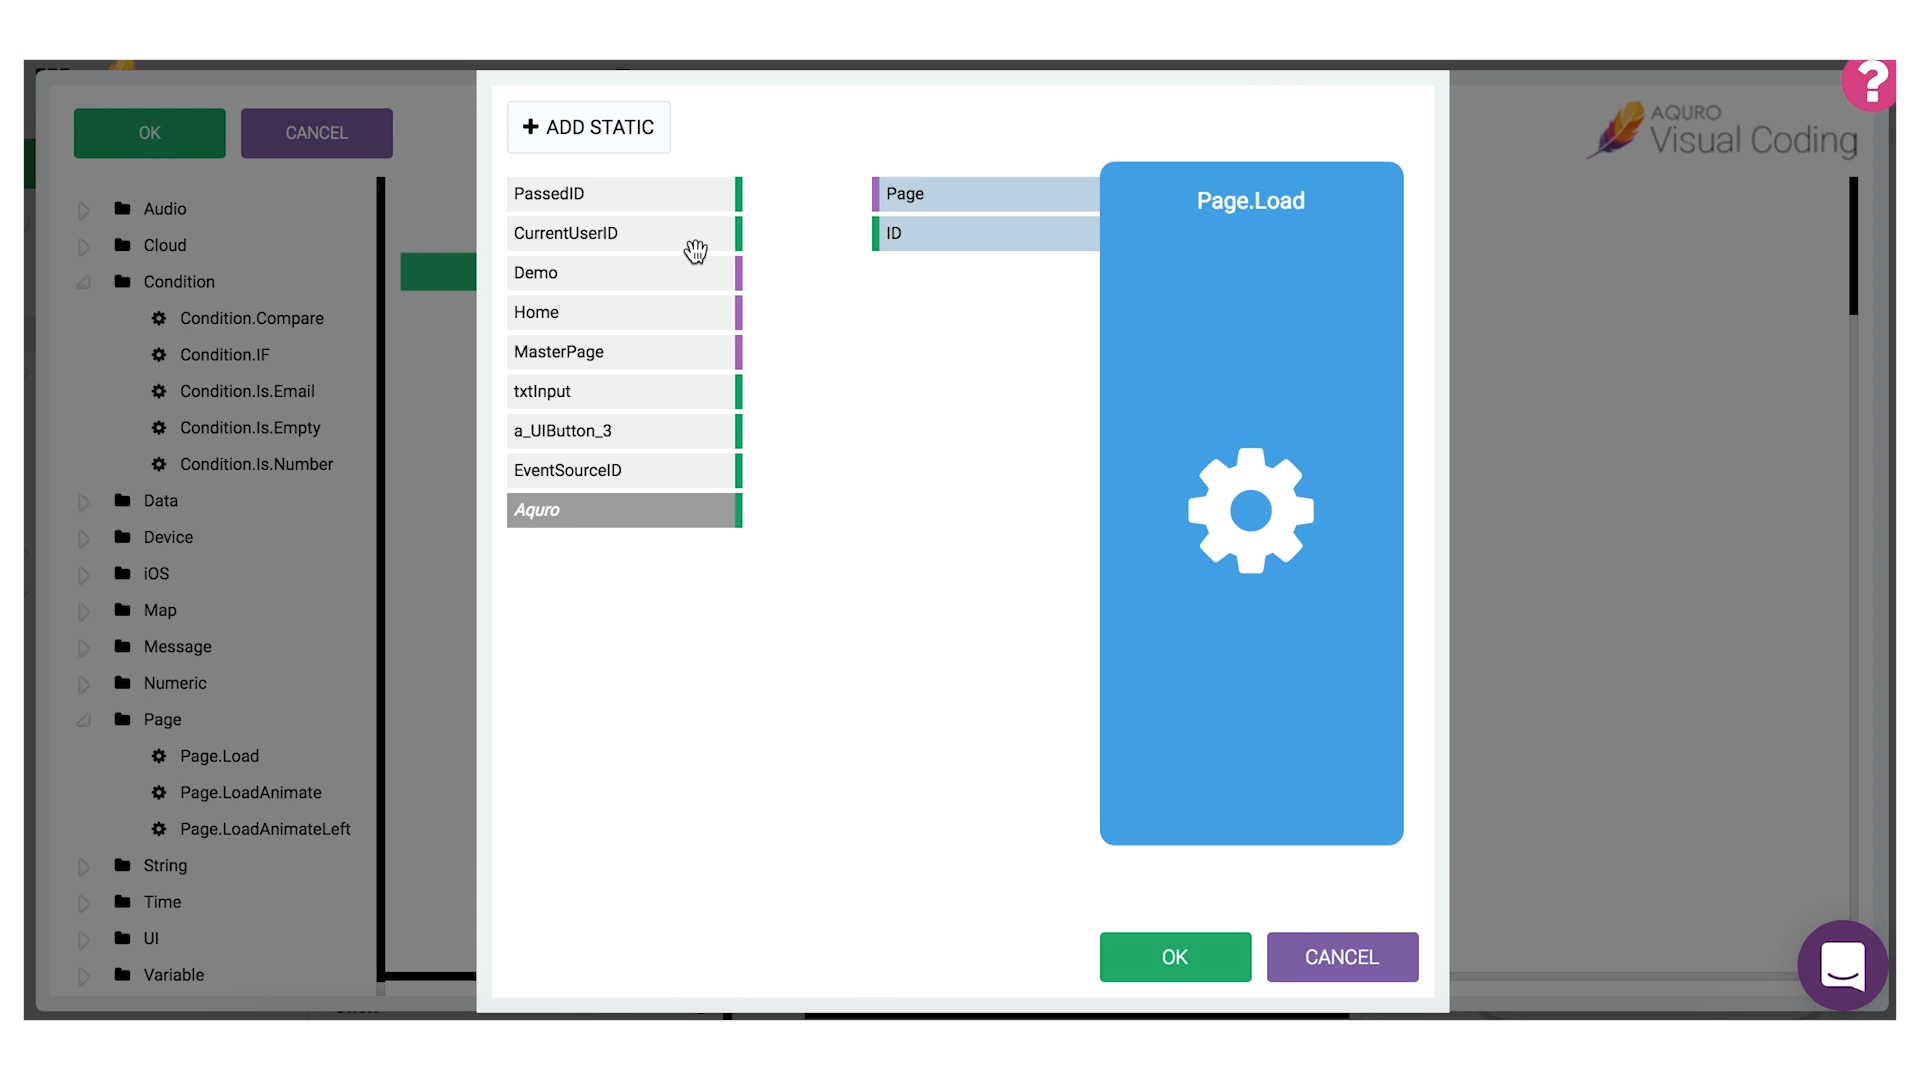 OK
CANCEL
Audio
Cloud
Condition
Condition.Compare
Condition.IF
Condition.Is.Email
Condition.Is.Empty
Condition.Is.Number
Data
Device
iOS
Map
Message
Numeric
Page
Page.Load
Page.LoadAnimate
Page.LoadAnimateLeft
String
Time
UI
Variable
+ ADD STATIC
PassedID
CurrentUserID
Demo
Home
MasterPage
txtInput
a_UIButton_3
EventSourceID
Aquro
Page
ID
Page.Load
OK
CANCEL
?
AQURO
Visual Coding